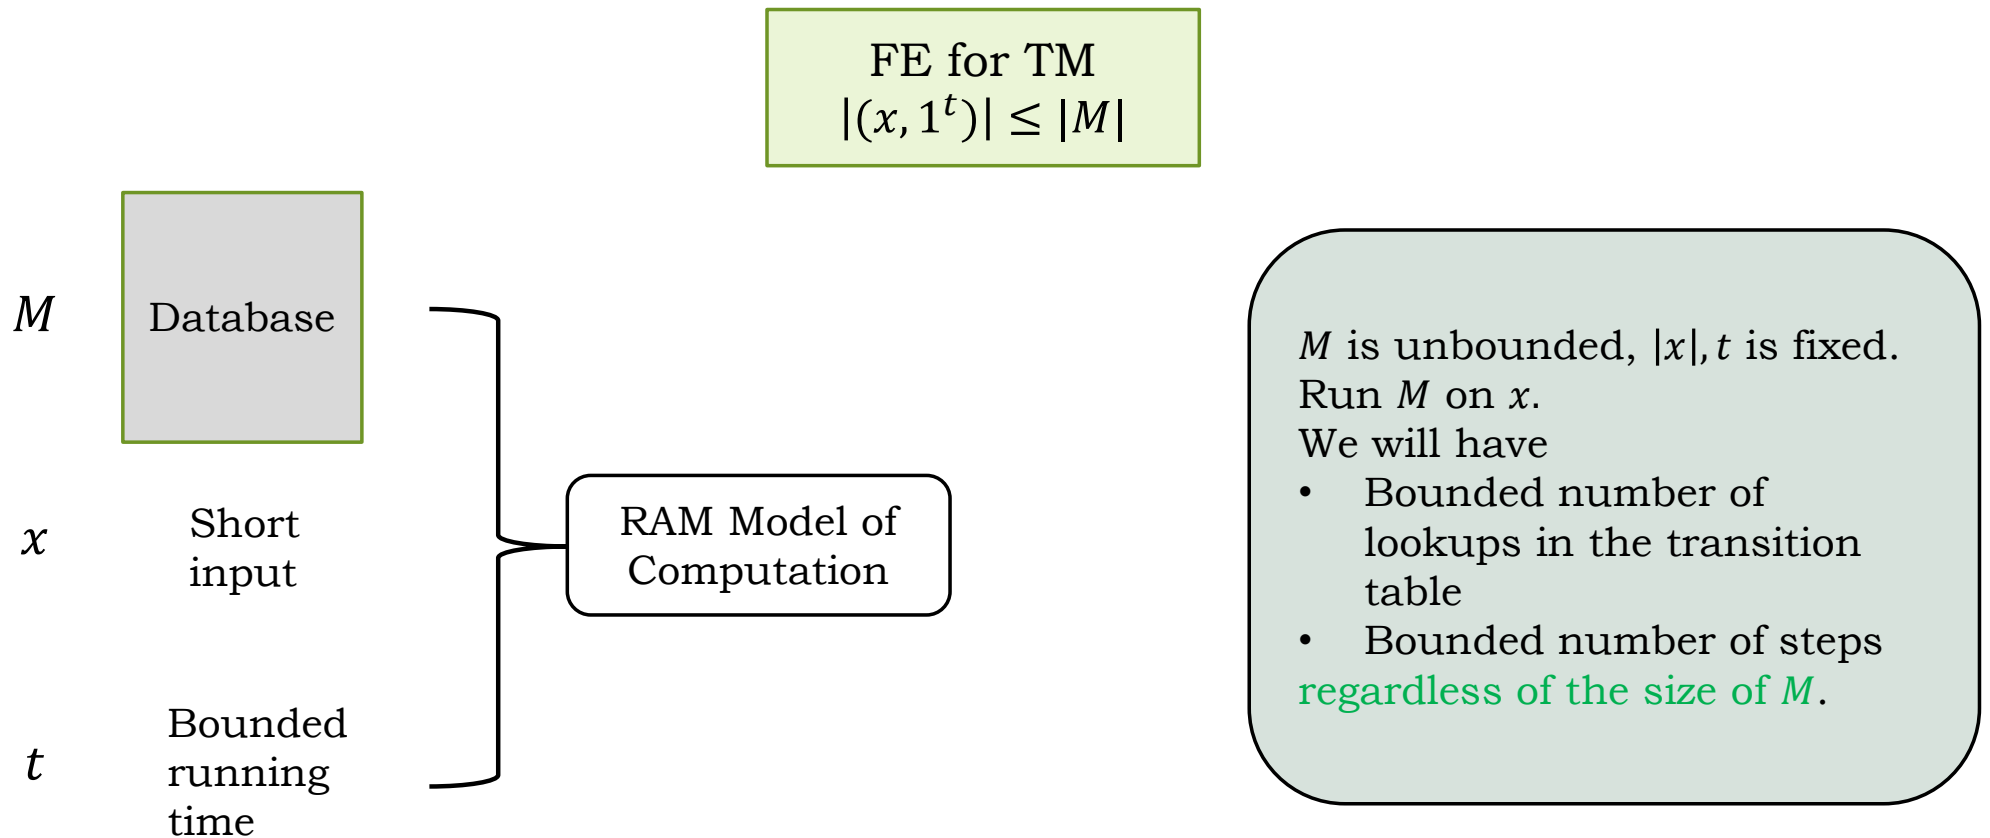 FE for TM
|(x, 1^t)| ≤ |M|
M
Database
x
Short
input
t
Bounded
running
time
RAM Model of
Computation
M is unbounded, |x|, t is fixed.
Run M on x.
We will have
• Bounded number of
lookups in the transition
table
• Bounded number of steps
regardless of the size of M.